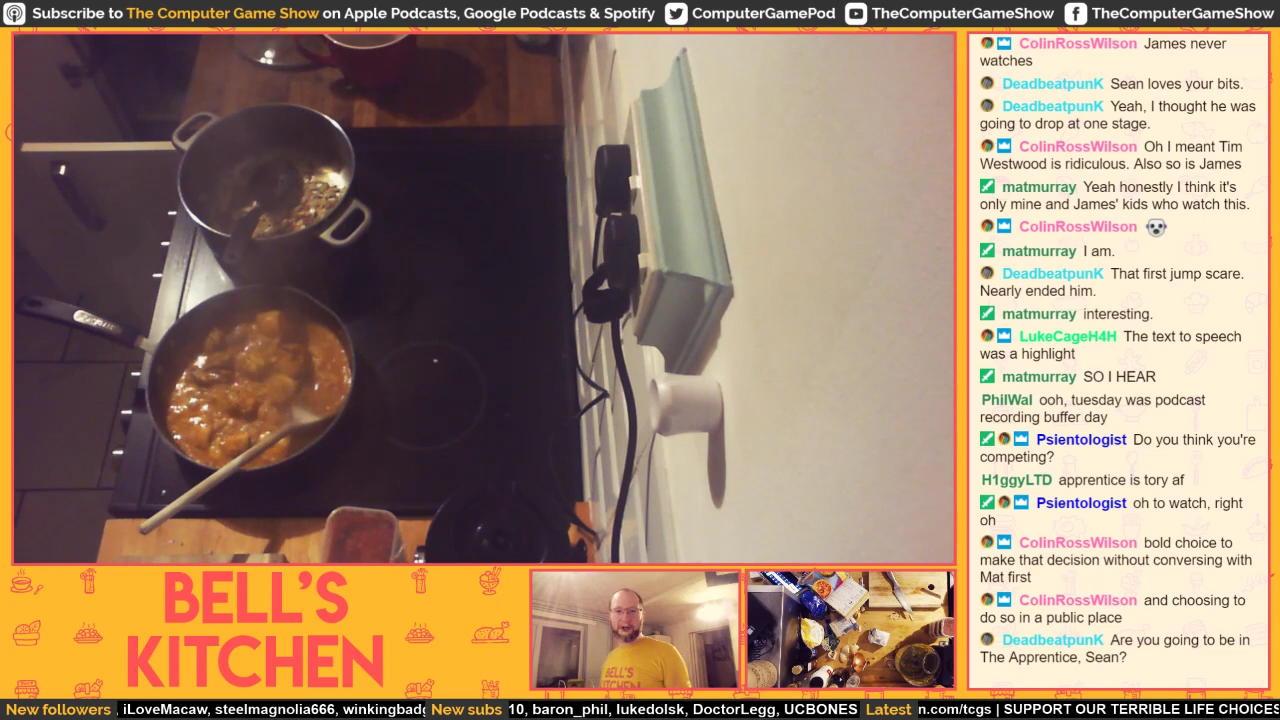 Subscribe to The Computer Game Show on Apple Podcasts, Google Podcasts & Spotify ComputerGamePod TheComputerGameShow TheComputerGameShow
ColinRossWilson James never
watches
DeadbeatpunK Sean loves your bits.
DeadbeatpunK Yeah, I thought he was
going to drop at one stage.
ColinRossWilson Oh I meant Tim
Westwood is ridiculous. Also so is James
matmurray Yeah honestly I think it's
only mine and James' kids who watch this.
ColinRossWilson
matmurray I am.
DeadbeatpunK That first jump scare.
Nearly ended him.
matmurray interesting.
LukeCageH4H The text to speech
was a highlight
matmurray SO I HEAR
PhilWal ooh, tuesday was podcast
recording buffer day
Psientologist Do you think you're
competing?
H1ggyLTD apprentice is tory af
Psientologist oh to watch, right
oh
ColinRossWilson bold choice to
make that decision without conversing with
Mat first
ColinRossWilson and choosing to
do so in a public place
DeadbeatpunK Are you going to be in
The Apprentice, Sean?
BELL'S
KITCHEN
BELL'S
KITCHEN
New followers , iLoveMacaw, steelmagnolia666, winkingbadg New subs 10, baron_phil, lukedolsk, DoctorLegg, UCBONES Latest n.com/tcgs | SUPPORT OUR TERRIBLE LIFE CHOICES